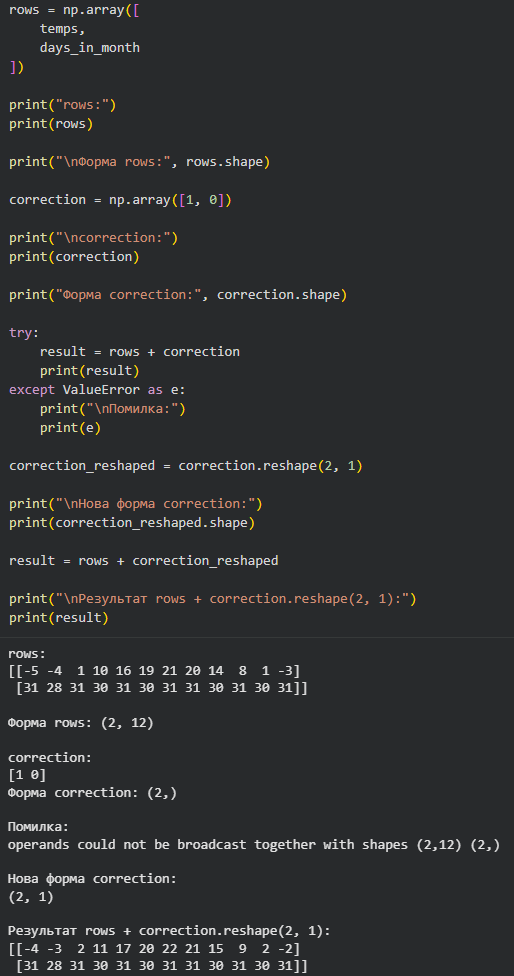 rows = np.array([
    temps,
    days_in_month
])
print("rows:")
print(rows)
print("\nФорма rows:", rows.shape)
correction = np.array([1, 0])
print("\ncorrection:")
print(correction)
print("Форма correction:", correction.shape)
try:
    result = rows + correction
    print(result)
except ValueError as e:
    print("\nПомилка:")
    print(e)
correction_reshaped = correction.reshape(2, 1)
print("\nНова форма correction:")
print(correction_reshaped.shape)
result = rows + correction_reshaped
print("\nРезультат rows + correction.reshape(2, 1):")
print(result)
rows:
[[-5 -4  1 10 16 19 21 20 14  8  1 -3]
 [31 28 31 30 31 30 31 31 30 31 30 31]]
Форма rows: (2, 12)
correction:
[1 0]
Форма correction: (2,)
Помилка:
operands could not be broadcast together with shapes (2,12) (2,)
Нова форма correction:
(2, 1)
Результат rows + correction.reshape(2, 1):
[[-4 -3  2 11 17 20 22 21 15  9  2 -2]
 [31 28 31 30 31 30 31 31 30 31 30 31]]